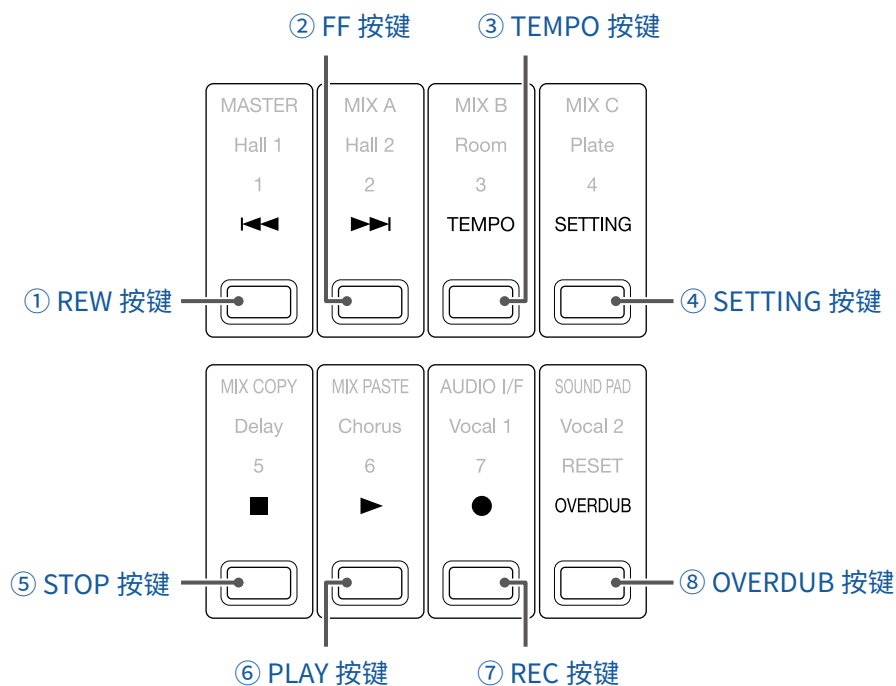 ② FF 按键 ③ TEMPO 按键
MASTER MIX A MIX B MIX C
Hall 1 Hall 2 Room Plate
1 2 3 4
TEMPO SETTING
① REW 按键 ④ SETTING 按键
MIX COPY MIX PASTE AUDIO I/F SOUND PAD
Delay Chorus Vocal 1 Vocal 2
5 6 7 RESET
OVERDUB
⑤ STOP 按键 ⑧ OVERDUB 按键
⑥ PLAY 按键 ⑦ REC 按键